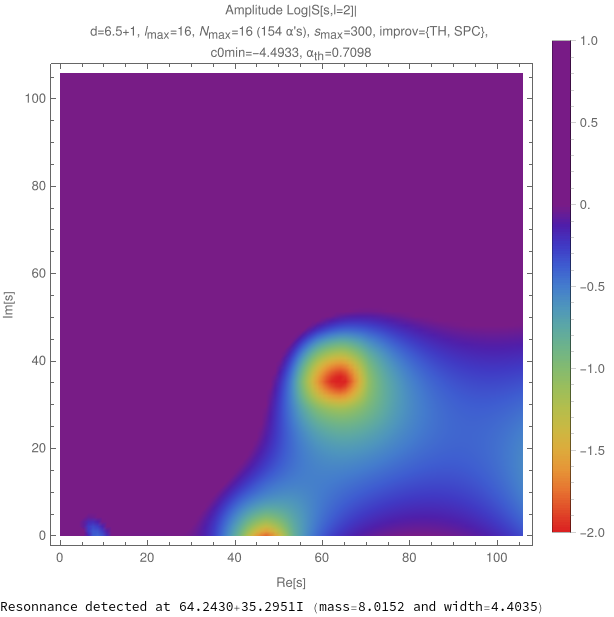 Amplitude Log|S[s,l=2]|
d=6.5+1, lmax=16, Nmax=16 (154 α's), smax=300, improv={TH, SPC},
c0min=−4.4933, αth=0.7098
100
80
60
40
20
0
Im[s]
0 20 40 60 80 100
Re[s]
1.0
0.5
0.
−0.5
−1.0
−1.5
−2.0
Resonnance detected at 64.2430+35.2951I (mass=8.0152 and width=4.4035)